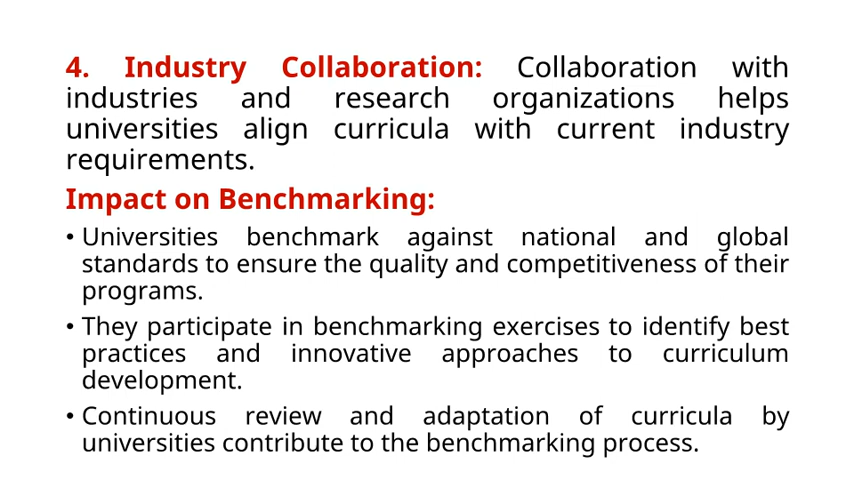 4. Industry Collaboration: Collaboration with
industries and research organizations helps
universities align curricula with current industry
requirements.
Impact on Benchmarking:
• Universities benchmark against national and global
standards to ensure the quality and competitiveness of their
programs.
• They participate in benchmarking exercises to identify best
practices and innovative approaches to curriculum
development.
• Continuous review and adaptation of curricula by
universities contribute to the benchmarking process.